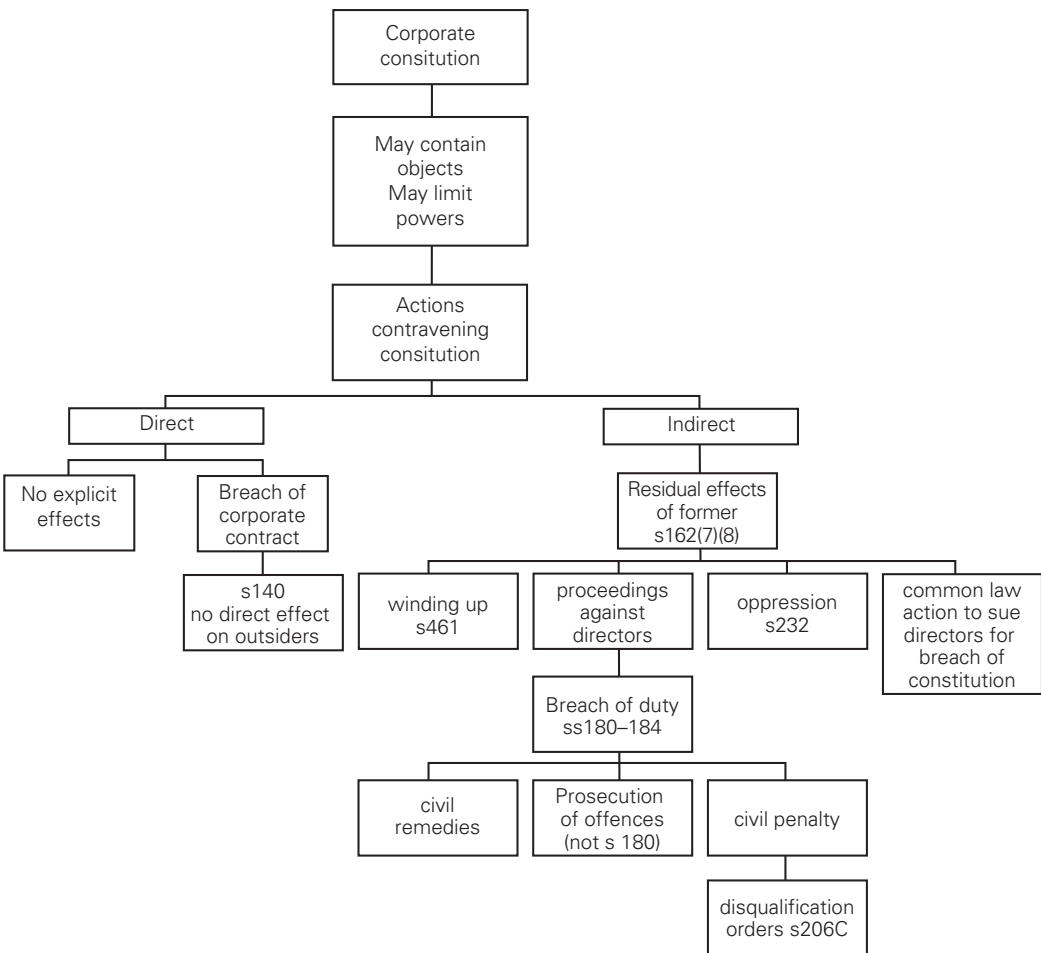 Corporate
consitution
May contain
objects
May limit
powers
Actions
contravening
consitution
Direct
Indirect
No explicit
effects
Breach of
corporate
contract
Residual effects
of former
s162(7)(8)
s140
no direct effect
on outsiders
winding up
s461
proceedings
against
directors
oppression
s232
common law
action to sue
directors for
breach of
constitution
Breach of duty
ss180–184
civil
remedies
Prosecution
of offences
(not s 180)
civil penalty
disqualification
orders s206C